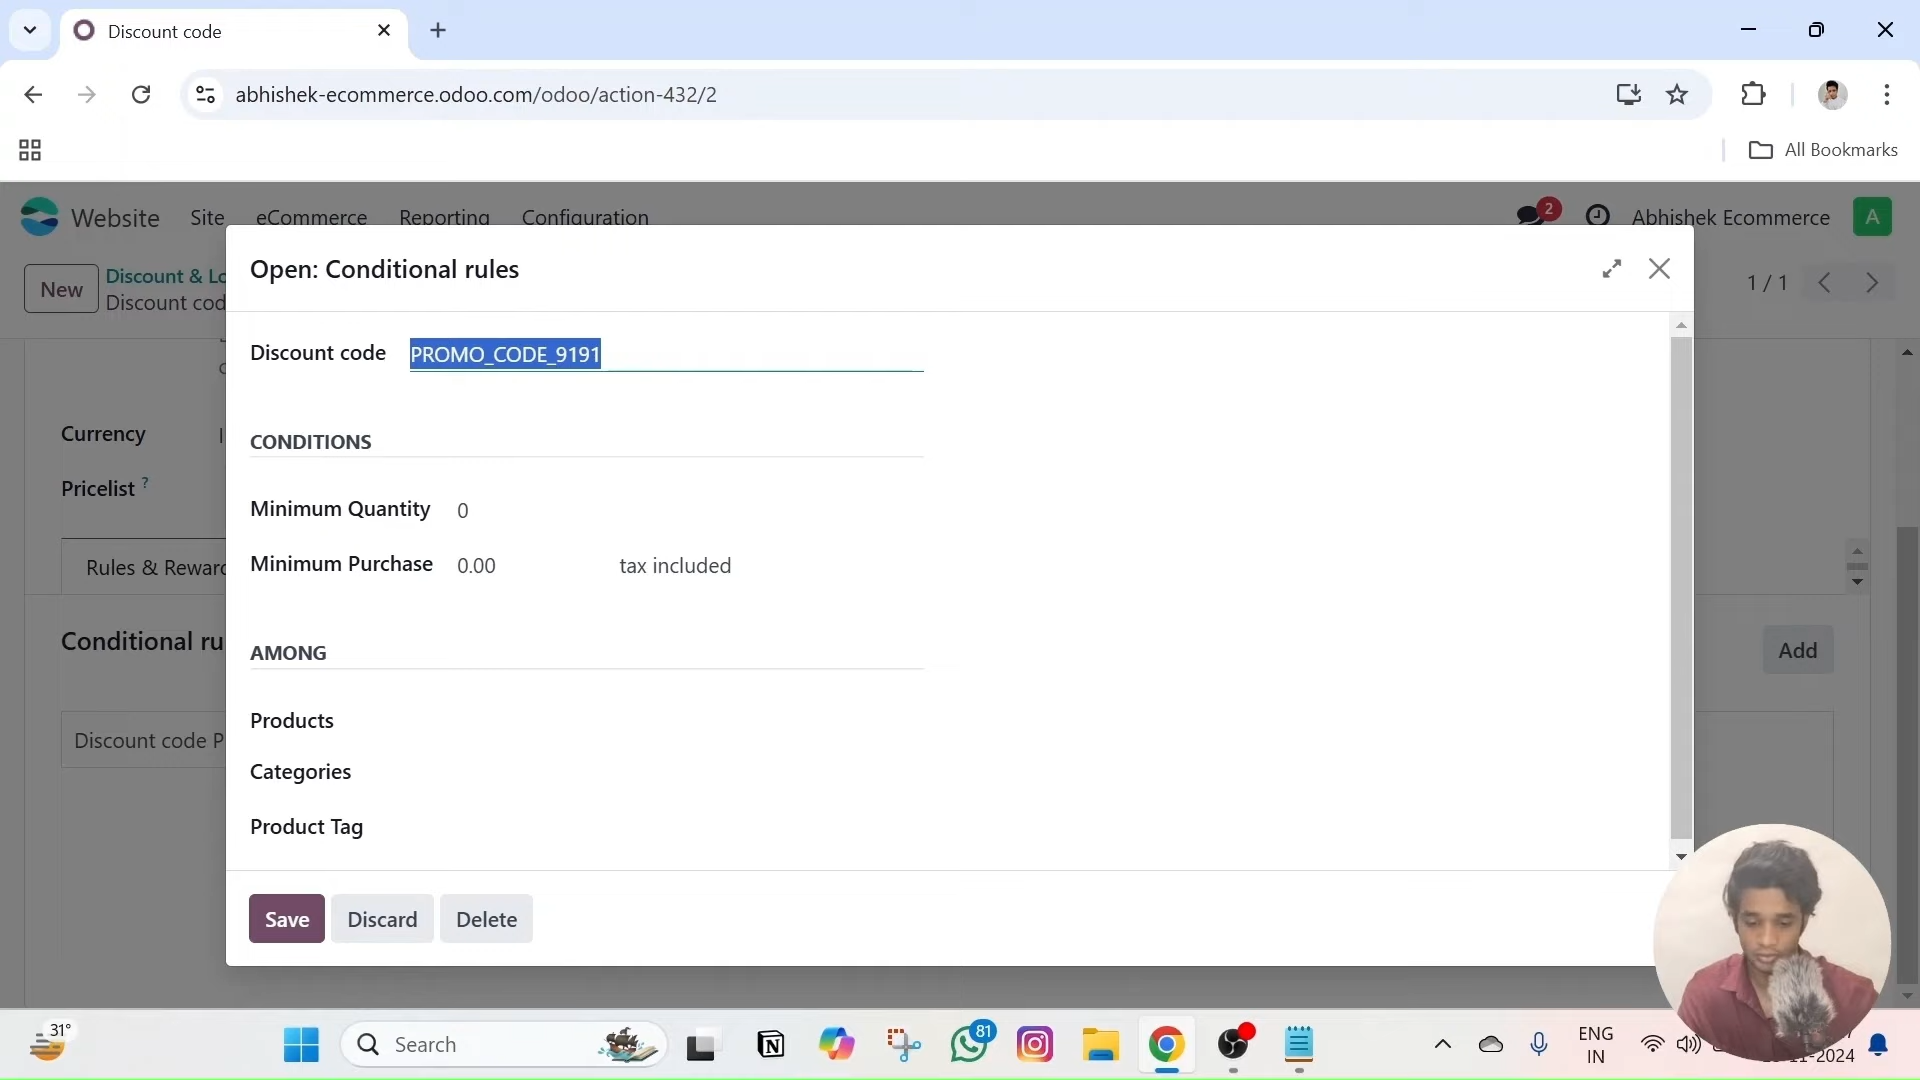 Discount code
abhishek-ecommerce.odoo.com/odoo/action-432/2
All Bookmarks
Website Site eCommerce Reporting Configuration 2 Abhishek Ecommerce A
New Discount & Lo
Discount cod
1 / 1
Open: Conditional rules
Discount code PROMO_CODE_9191
CONDITIONS
Minimum Quantity 0
Minimum Purchase 0.00 tax included
AMONG
Products
Categories
Product Tag
Save Discard Delete
Currency
Pricelist ?
Rules & Rewar
Conditional ru
Add
Discount code P
31°
Search
81
ENG
IN
11-2024